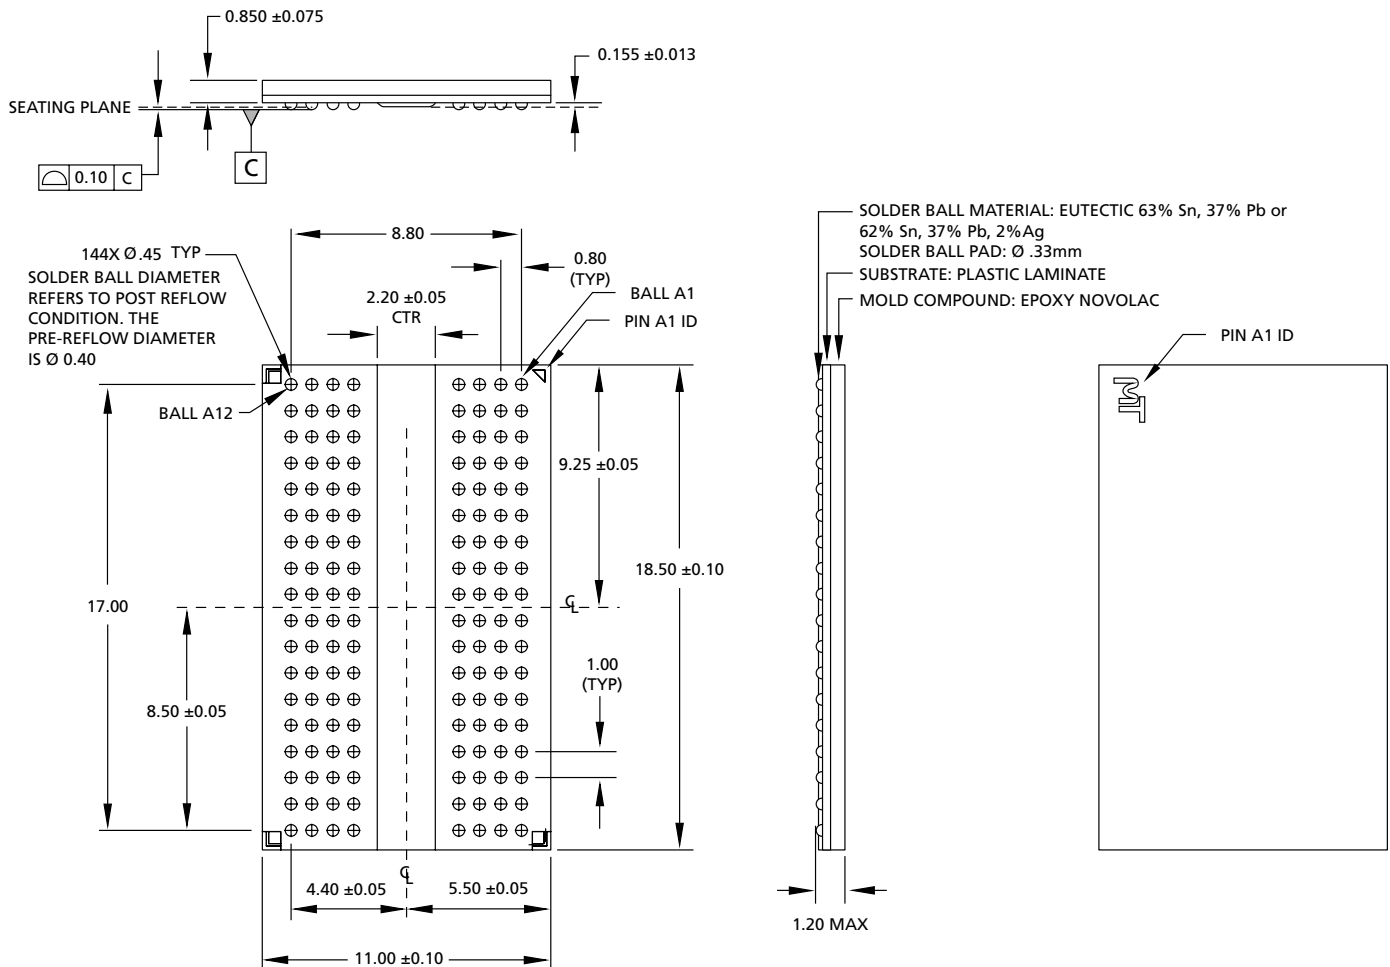 0.850 ±0.075
0.155 ±0.013
SEATING PLANE
0.10 C
C
SOLDER BALL MATERIAL: EUTECTIC 63% Sn, 37% Pb or
62% Sn, 37% Pb, 2%Ag
SOLDER BALL PAD: Ø .33mm
SUBSTRATE: PLASTIC LAMINATE
MOLD COMPOUND: EPOXY NOVOLAC
144X Ø.45 TYP
SOLDER BALL DIAMETER
REFERS TO POST REFLOW
CONDITION. THE
PRE-REFLOW DIAMETER
IS Ø 0.40
8.80
0.80
(TYP)
2.20 ±0.05
CTR
BALL A1
PIN A1 ID
PIN A1 ID
BALL A12
9.25 ±0.05
18.50 ±0.10
17.00
CL
1.00
(TYP)
8.50 ±0.05
CL
4.40 ±0.05
5.50 ±0.05
11.00 ±0.10
1.20 MAX